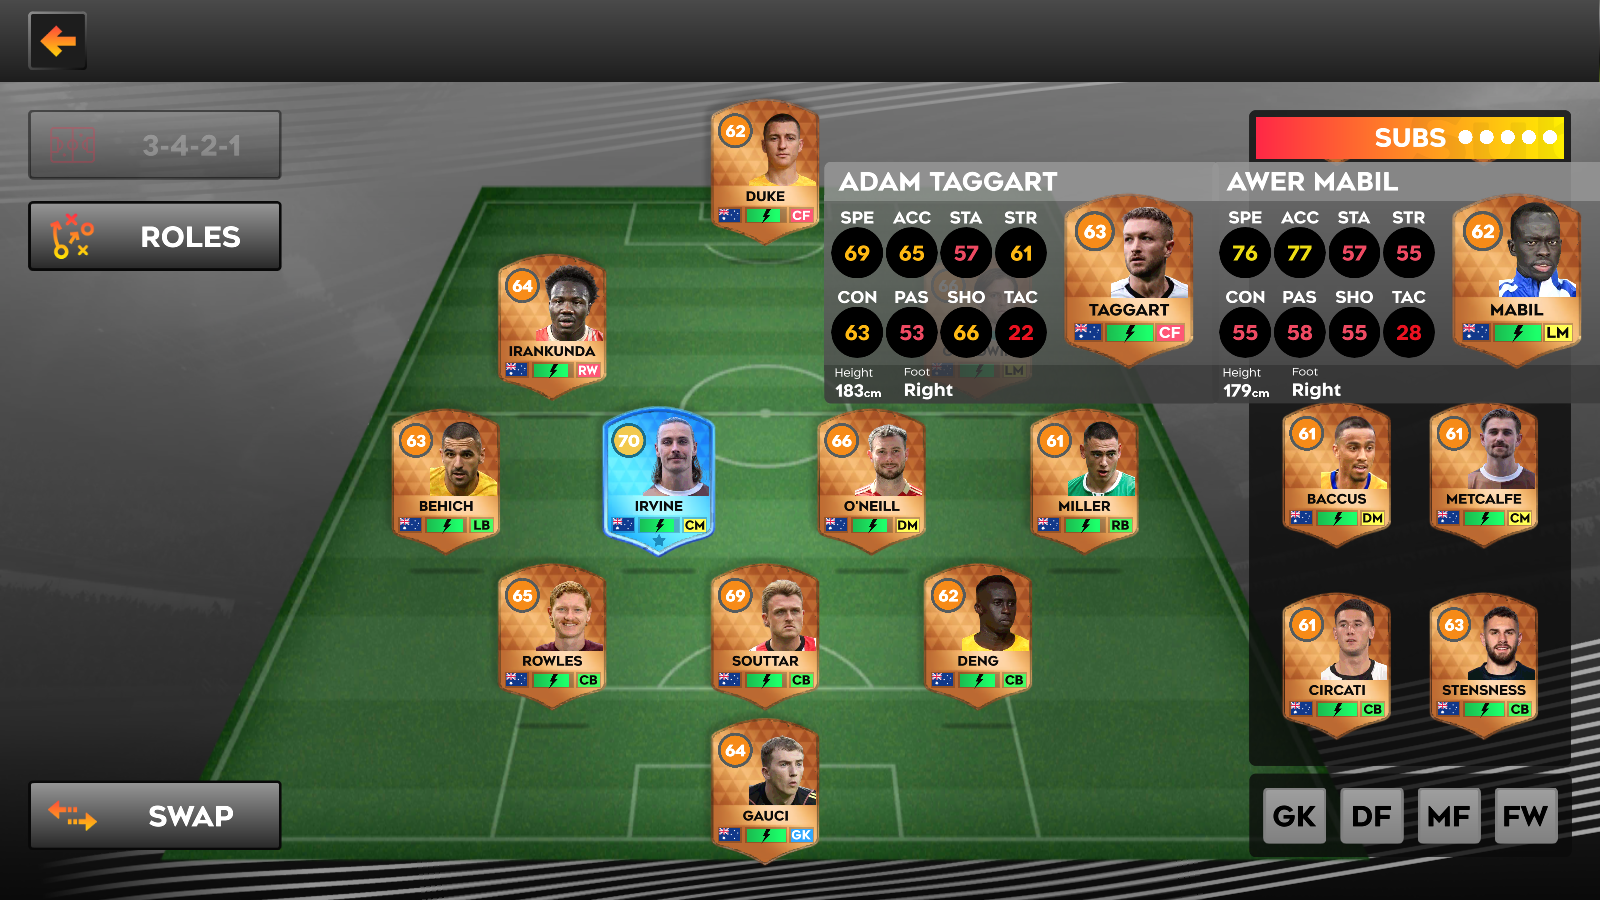 3-4-2-1
ROLES
SWAP
62
DUKE
CF
64
IRANKUNDA
RW
LM
63
BEHICH
LB
70
IRVINE
CM
66
O'NEILL
DM
61
MILLER
RB
65
ROWLES
CB
69
SOUTTAR
CB
62
DENG
CB
64
GAUCI
GK
SUBS
ADAM TAGGART
SPE ACC STA STR
69 65 57 61
CON PAS SHO TAC
63 53 66 22
Height Foot
183cm Right
63
TAGGART
CF
AWER MABIL
SPE ACC STA STR
76 77 57 55
CON PAS SHO TAC
55 58 55 28
Height Foot
179cm Right
62
MABIL
LM
61
BACCUS
DM
61
METCALFE
CM
61
CIRCATI
CB
63
STENSNESS
CB
GK DF MF FW